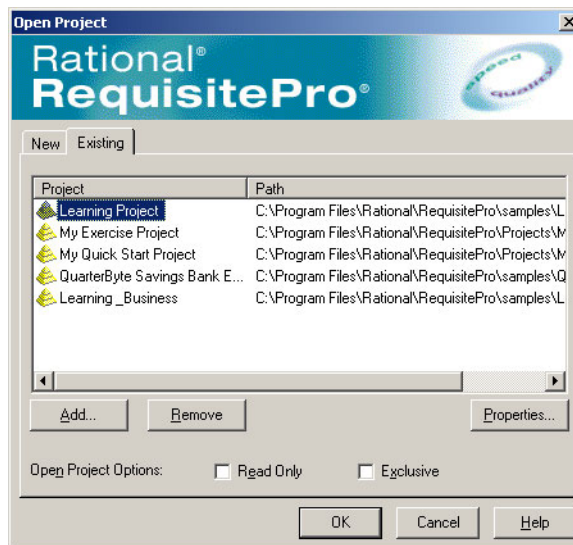 Open Project
Rational®
RequisitePro®
speed
quality
New Existing
Project Path
Learning Project C:\Program Files\Rational\RequisitePro\samples\L
My Exercise Project C:\Program Files\Rational\RequisitePro\Projects\M
My Quick Start Project C:\Program Files\Rational\RequisitePro\Projects\M
QuarterByte Savings Bank E... C:\Program Files\Rational\RequisitePro\samples\Q
Learning _Business C:\Program Files\Rational\RequisitePro\samples\L
Add... Remove Properties...
Open Project Options: Read Only Exclusive
OK Cancel Help